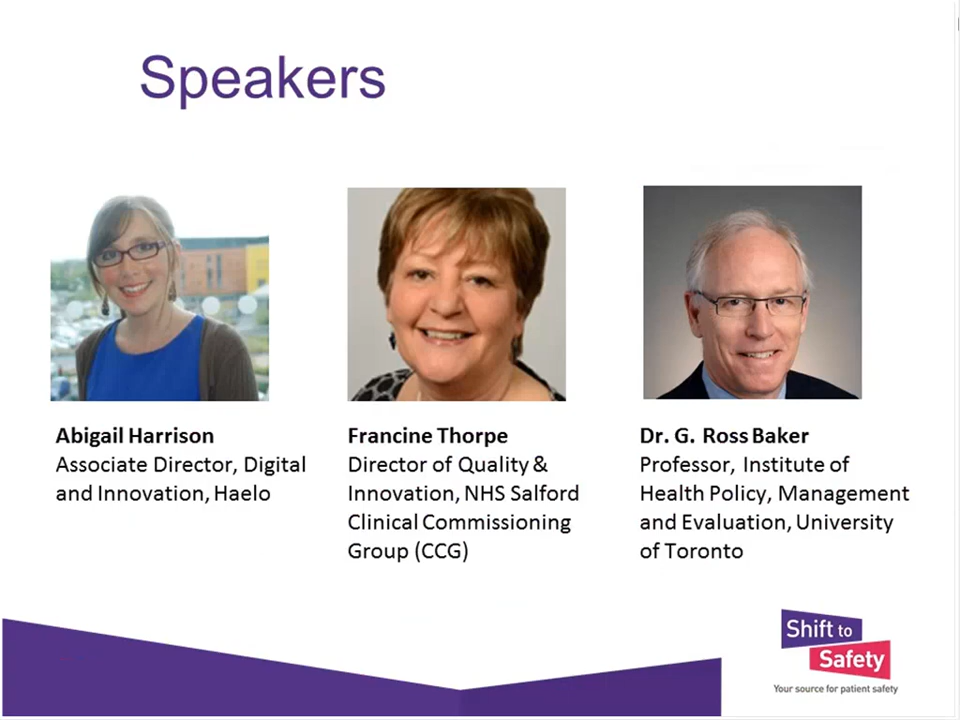 Speakers
Abigail Harrison
Associate Director, Digital
and Innovation, Haelo
Francine Thorpe
Director of Quality &
Innovation, NHS Salford
Clinical Commissioning
Group (CCG)
Dr. G. Ross Baker
Professor, Institute of
Health Policy, Management
and Evaluation, University
of Toronto
Shift to
Safety
Your source for patient safety